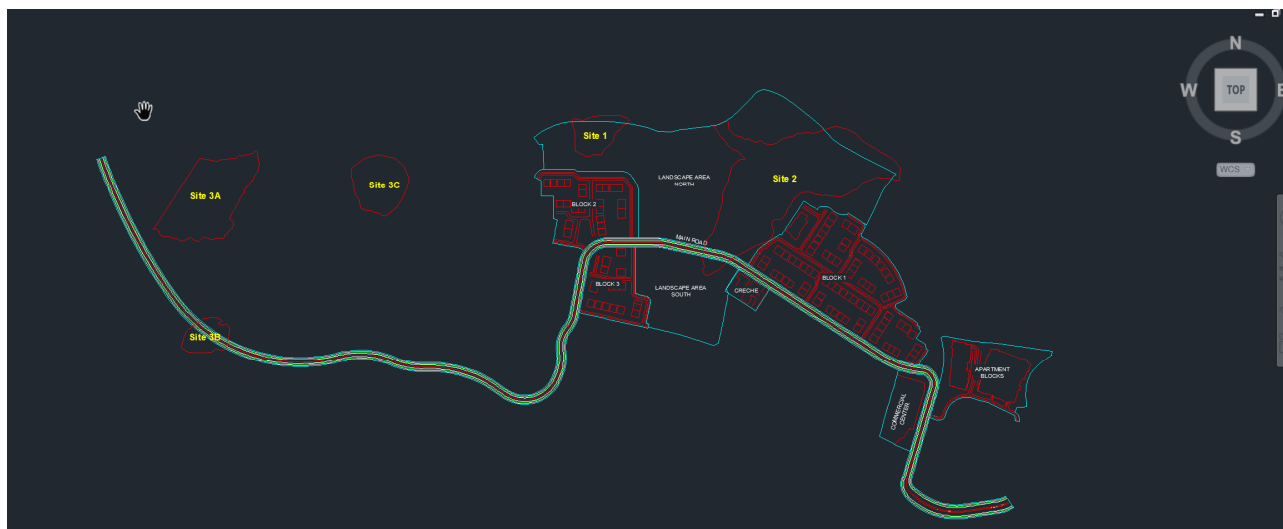 N
W
TOP
E
S
WCS
Site 1
Site 3A
Site 3C
LANDSCAPE AREA
NORTH
Site 2
BLOCK 2
MAIN ROAD
BLOCK 1
BLOCK 3
LANDSCAPE AREA
SOUTH
CRECHE
Site 3B
APARTMENT
BLOCKS
COMMERCIAL
CENTER